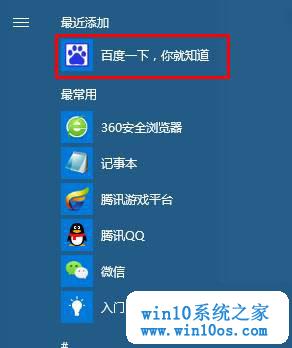 最近添加
百度一下，你就知道
最常用
360安全浏览器
记事本
腾讯游戏平台
腾讯QQ
微信
入门
#
win10系统之家
www.win10os.com